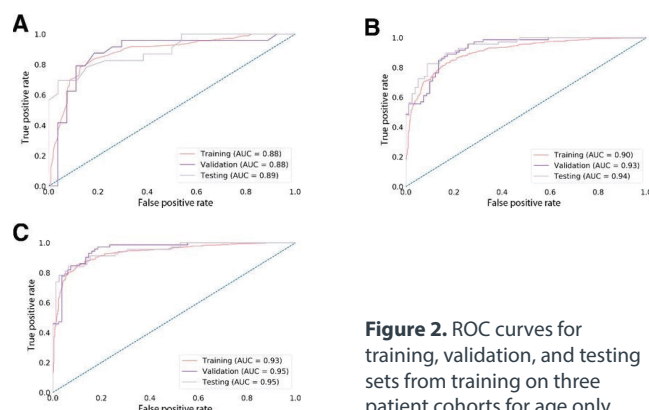 A
1.0
0.8
0.6
0.4
0.2
0.0
True positive rate
0.0 0.2 0.4 0.6 0.8 1.0
False positive rate
Training (AUC = 0.88)
Validation (AUC = 0.88)
Testing (AUC = 0.89)
B
1.0
0.8
0.6
0.4
0.2
0.0
True positive rate
0.0 0.2 0.4 0.6 0.8 1.0
False positive rate
Training (AUC = 0.90)
Validation (AUC = 0.93)
Testing (AUC = 0.94)
C
1.0
0.8
0.6
0.4
0.2
0.0
True positive rate
0.0 0.2 0.4 0.6 0.8 1.0
False positive rate
Training (AUC = 0.93)
Validation (AUC = 0.95)
Testing (AUC = 0.95)
Figure 2. ROC curves for
training, validation, and testing
sets from training on three
patient cohorts for age only